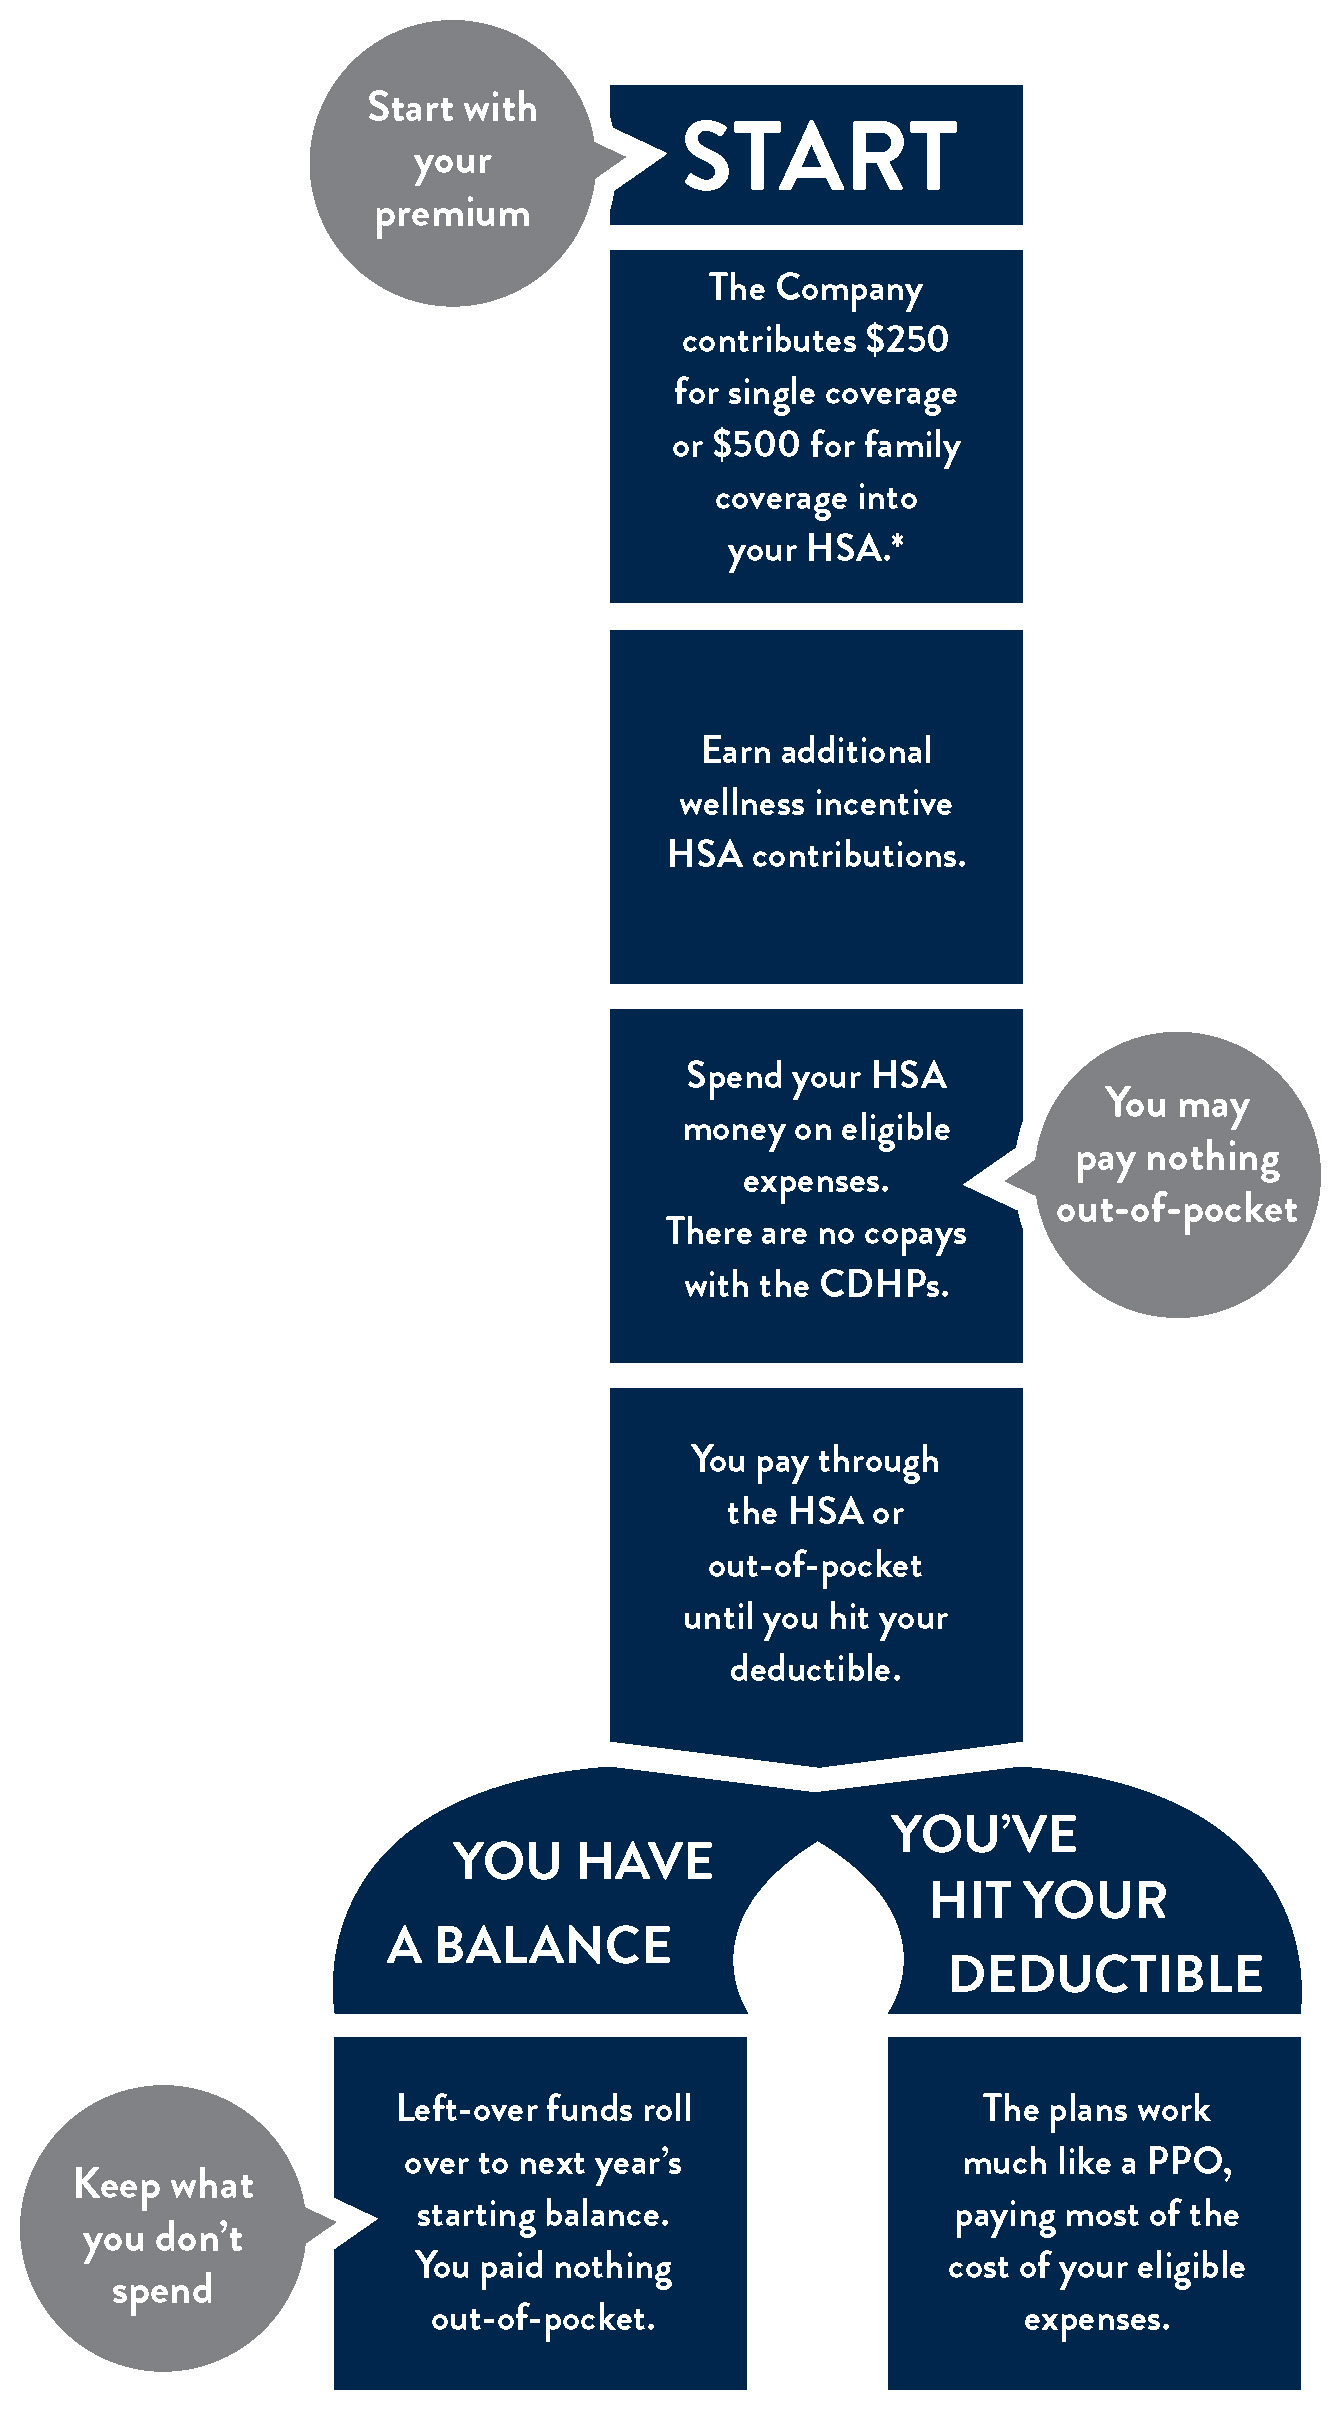 Start with
your
premium
START
The Company
contributes $250
for single coverage
or $500 for family
coverage into
your HSA.*
Earn additional
wellness incentive
HSA contributions.
Spend your HSA
money on eligible
expenses.
There are no copays
with the CDHPs.
You may
pay nothing
out-of-pocket
You pay through
the HSA or
out-of-pocket
until you hit your
deductible.
YOU HAVE
A BALANCE
YOU’VE
HIT YOUR
DEDUCTIBLE
Keep what
you don’t
spend
Left-over funds roll
over to next year’s
starting balance.
You paid nothing
out-of-pocket.
The plans work
much like a PPO,
paying most of the
cost of your eligible
expenses.